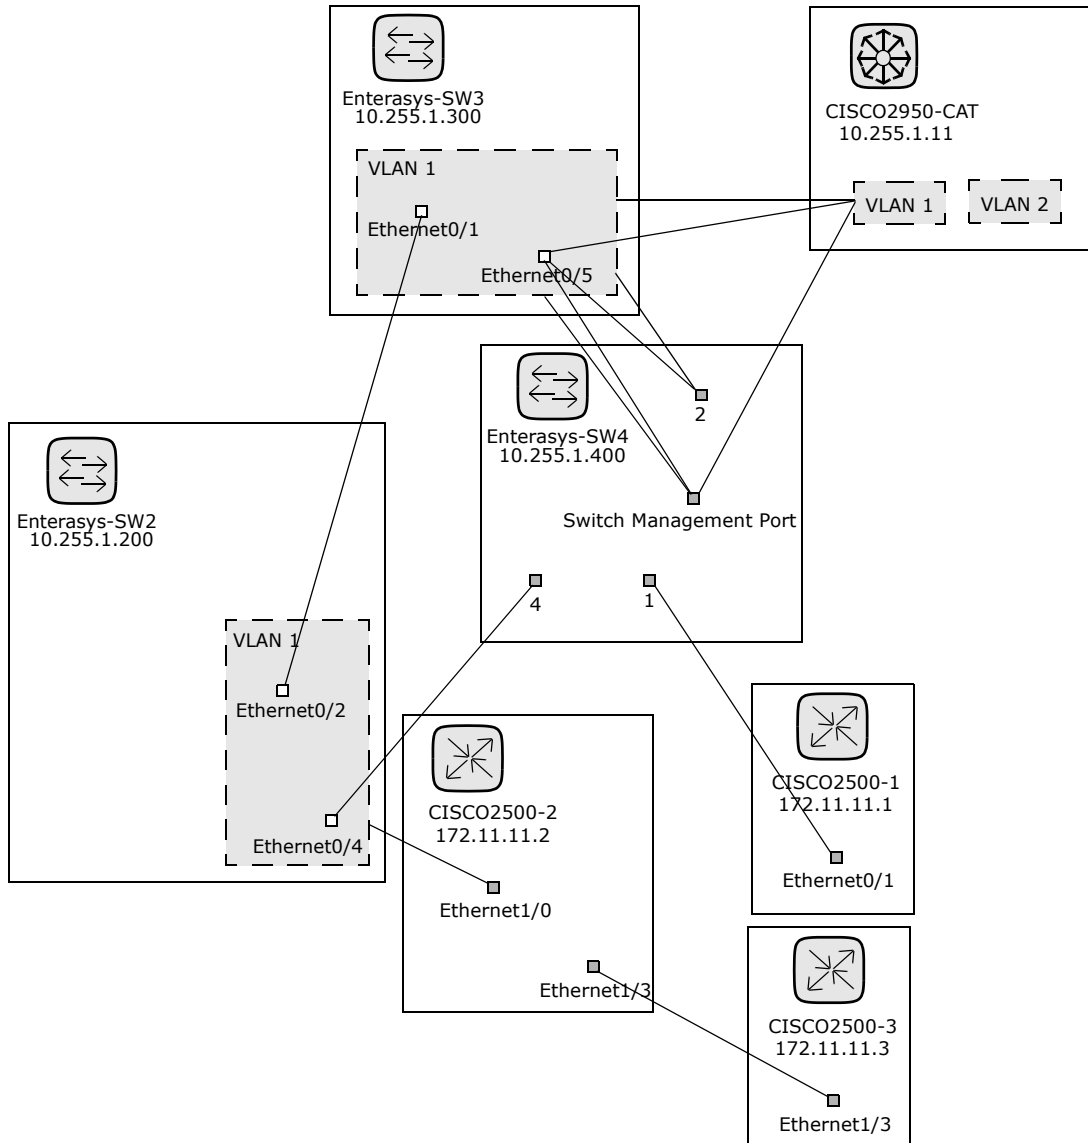 Enterasys-SW3
10.255.1.300
VLAN 1
Ethernet0/1
Ethernet0/5
CISCO2950-CAT
10.255.1.11
VLAN 1
VLAN 2
Enterasys-SW4
10.255.1.400
2
Switch Management Port
4
1
Enterasys-SW2
10.255.1.200
VLAN 1
Ethernet0/2
Ethernet0/4
CISCO2500-2
172.11.11.2
Ethernet1/0
Ethernet1/3
CISCO2500-1
172.11.11.1
Ethernet0/1
CISCO2500-3
172.11.11.3
Ethernet1/3